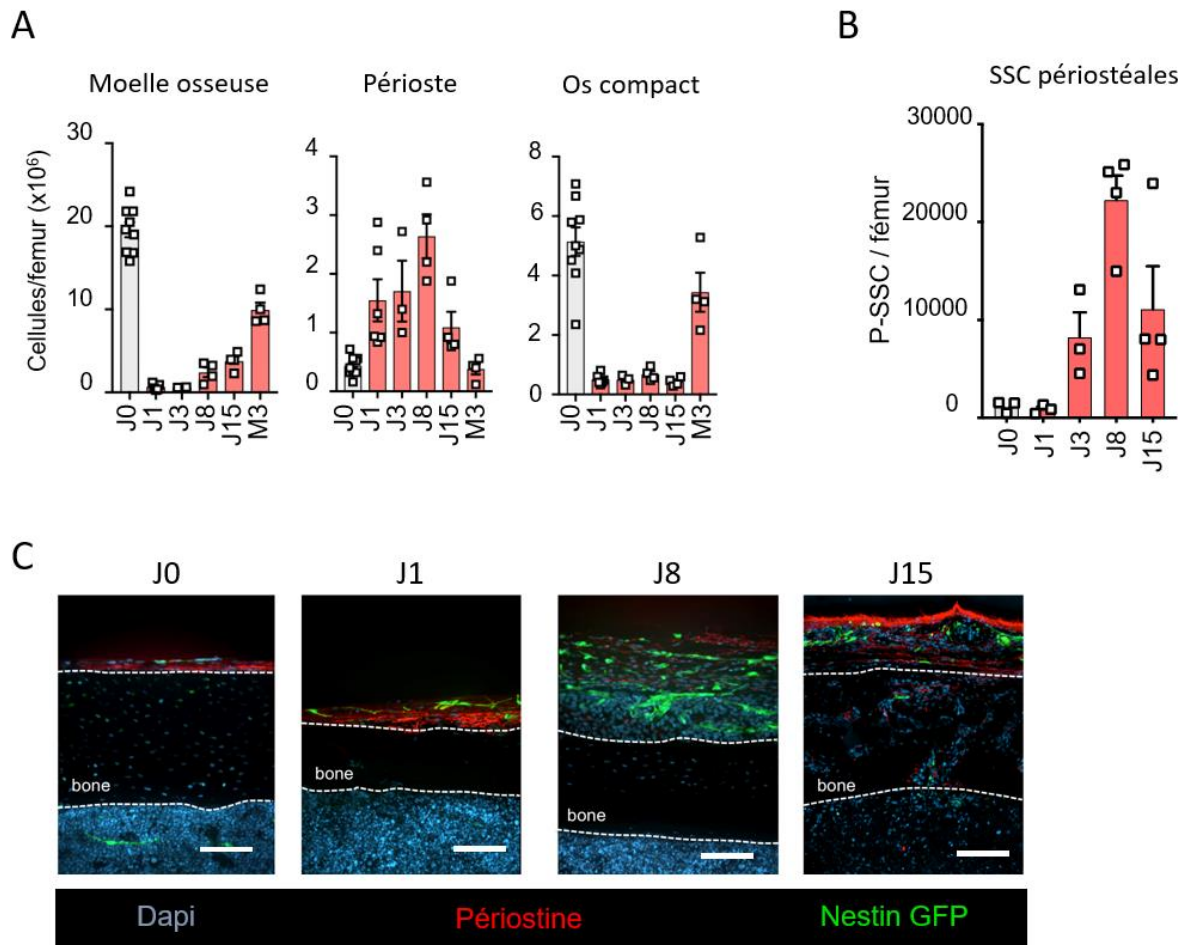 A
B
Moelle osseuse
Périoste
Os compact
SSC périostéales
Cellules/femur (x10⁶)
30
20
10
0
J0
J1
J3
J8
J15
M3
4
3
2
1
0
J0
J1
J3
J8
J15
M3
8
6
4
2
0
J0
J1
J3
J8
J15
M3
P-SSC / fémur
30000
20000
10000
0
J0
J1
J3
J8
J15
C
J0
J1
J8
J15
bone
bone
bone
bone
Dapi
Périostine
Nestin GFP